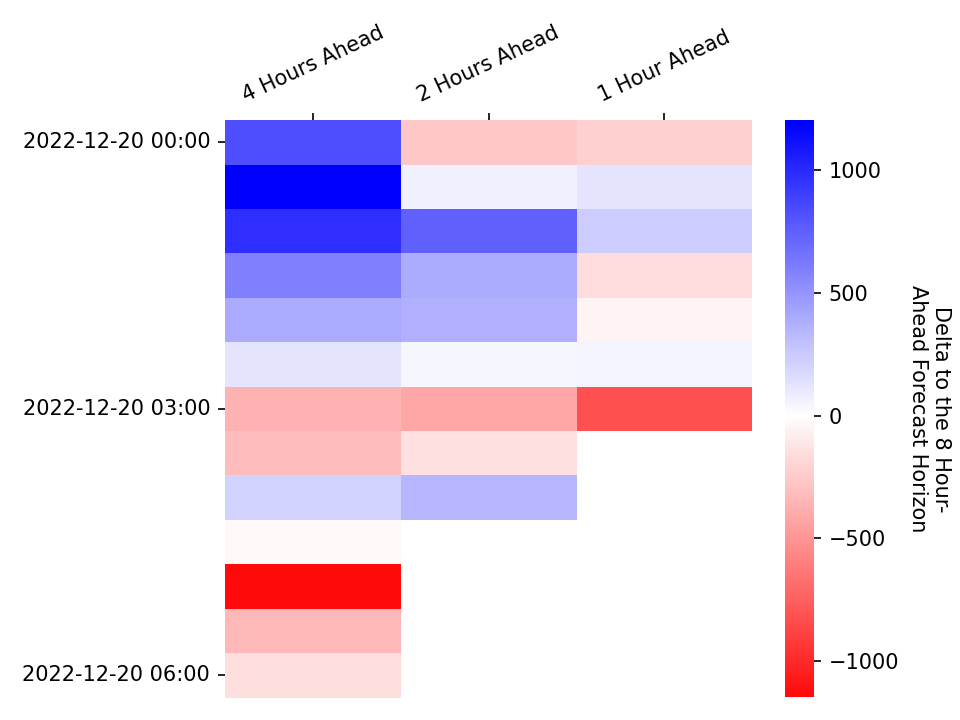 4 Hours Ahead
2 Hours Ahead
1 Hour Ahead
2022-12-20 00:00
2022-12-20 03:00
2022-12-20 06:00
1000
500
0
−500
−1000
Delta to the 8 Hour-
Ahead Forecast Horizon